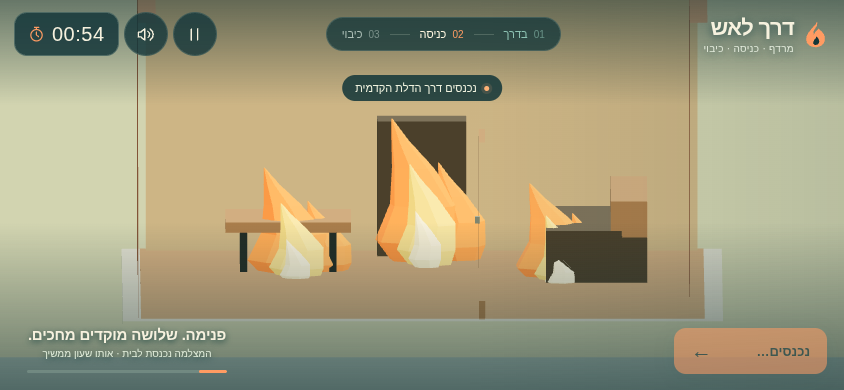 דרך לאש
מרדף · כניסה · כיבוי
01 בדרך 02 כניסה 03 כיבוי
00:54
נכנסים דרך הדלת הקדמית
פנימה. שלושה מוקדים מחכים.
המצלמה נכנסת לבית · אותו שעון ממשיך
נכנסים... ←